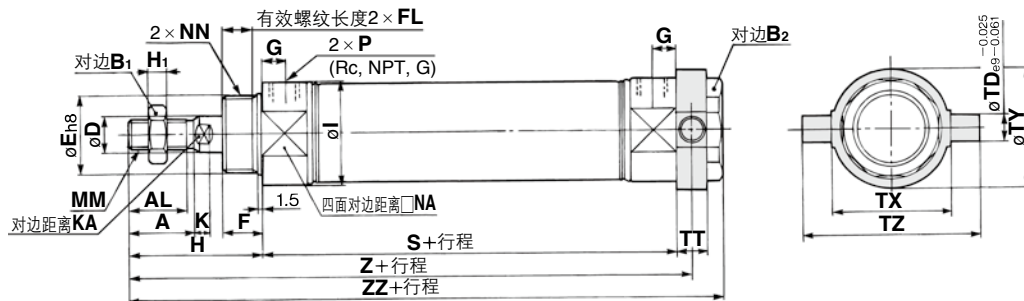 有效螺纹长度2×FL
2×NN
G
2×P
(Rc, NPT, G)
G
对边B₂
对边B₁
H₁
øEh8
øD
øI
MM
AL
对边距离KA
A
K
F
1.5
四面对边距离□NA
H
S+行程
TT
Z+行程
ZZ+行程
øTDe9 −0.025 −0.061
øTY
TX
TZ